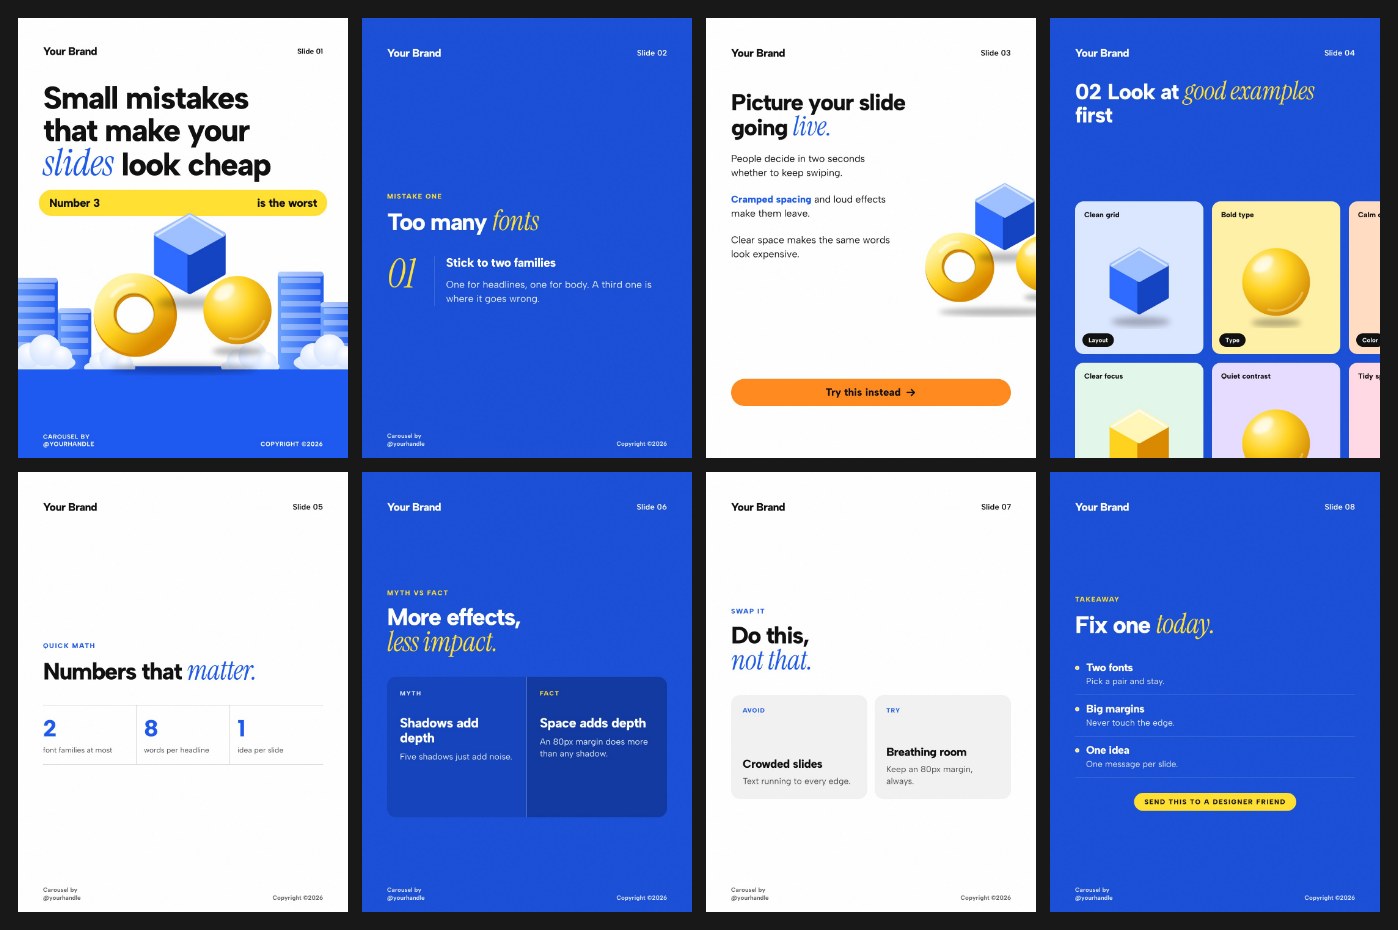 Your Brand
Slide 01
Small mistakes
that make your
slides look cheap
Number 3
is the worst
CAROUSEL BY
@YOURHANDLE
COPYRIGHT ©2026
Your Brand
Slide 02
MISTAKE ONE
Too many fonts
01
Stick to two families
One for headlines, one for body. A third one is
where it goes wrong.
Carousel by
@yourhandle
Copyright ©2026
Your Brand
Slide 03
Picture your slide
going live.
People decide in two seconds
whether to keep swiping.
Cramped spacing and loud effects
make them leave.
Clear space makes the same words
look expensive.
Try this instead →
Your Brand
Slide 04
02 Look at good examples
first
Clean grid
Layout
Bold type
Type
Calm
Color
Clear focus
Quiet contrast
Tidy
Your Brand
Slide 05
QUICK MATH
Numbers that matter.
2
font families at most
8
words per headline
1
idea per slide
Carousel by
@yourhandle
Copyright ©2026
Your Brand
Slide 06
MYTH VS FACT
More effects,
less impact.
MYTH
Shadows add
depth
Five shadows just add noise.
FACT
Space adds depth
An 80px margin does more
than any shadow.
Carousel by
@yourhandle
Copyright ©2026
Your Brand
Slide 07
SWAP IT
Do this,
not that.
AVOID
Crowded slides
Text running to every edge.
TRY
Breathing room
Keep an 80px margin,
always.
Carousel by
@yourhandle
Copyright ©2026
Your Brand
Slide 08
TAKEAWAY
Fix one today.
Two fonts
Pick a pair and stay.
Big margins
Never touch the edge.
One idea
One message per slide.
SEND THIS TO A DESIGNER FRIEND
Carousel by
@yourhandle
Copyright ©2026